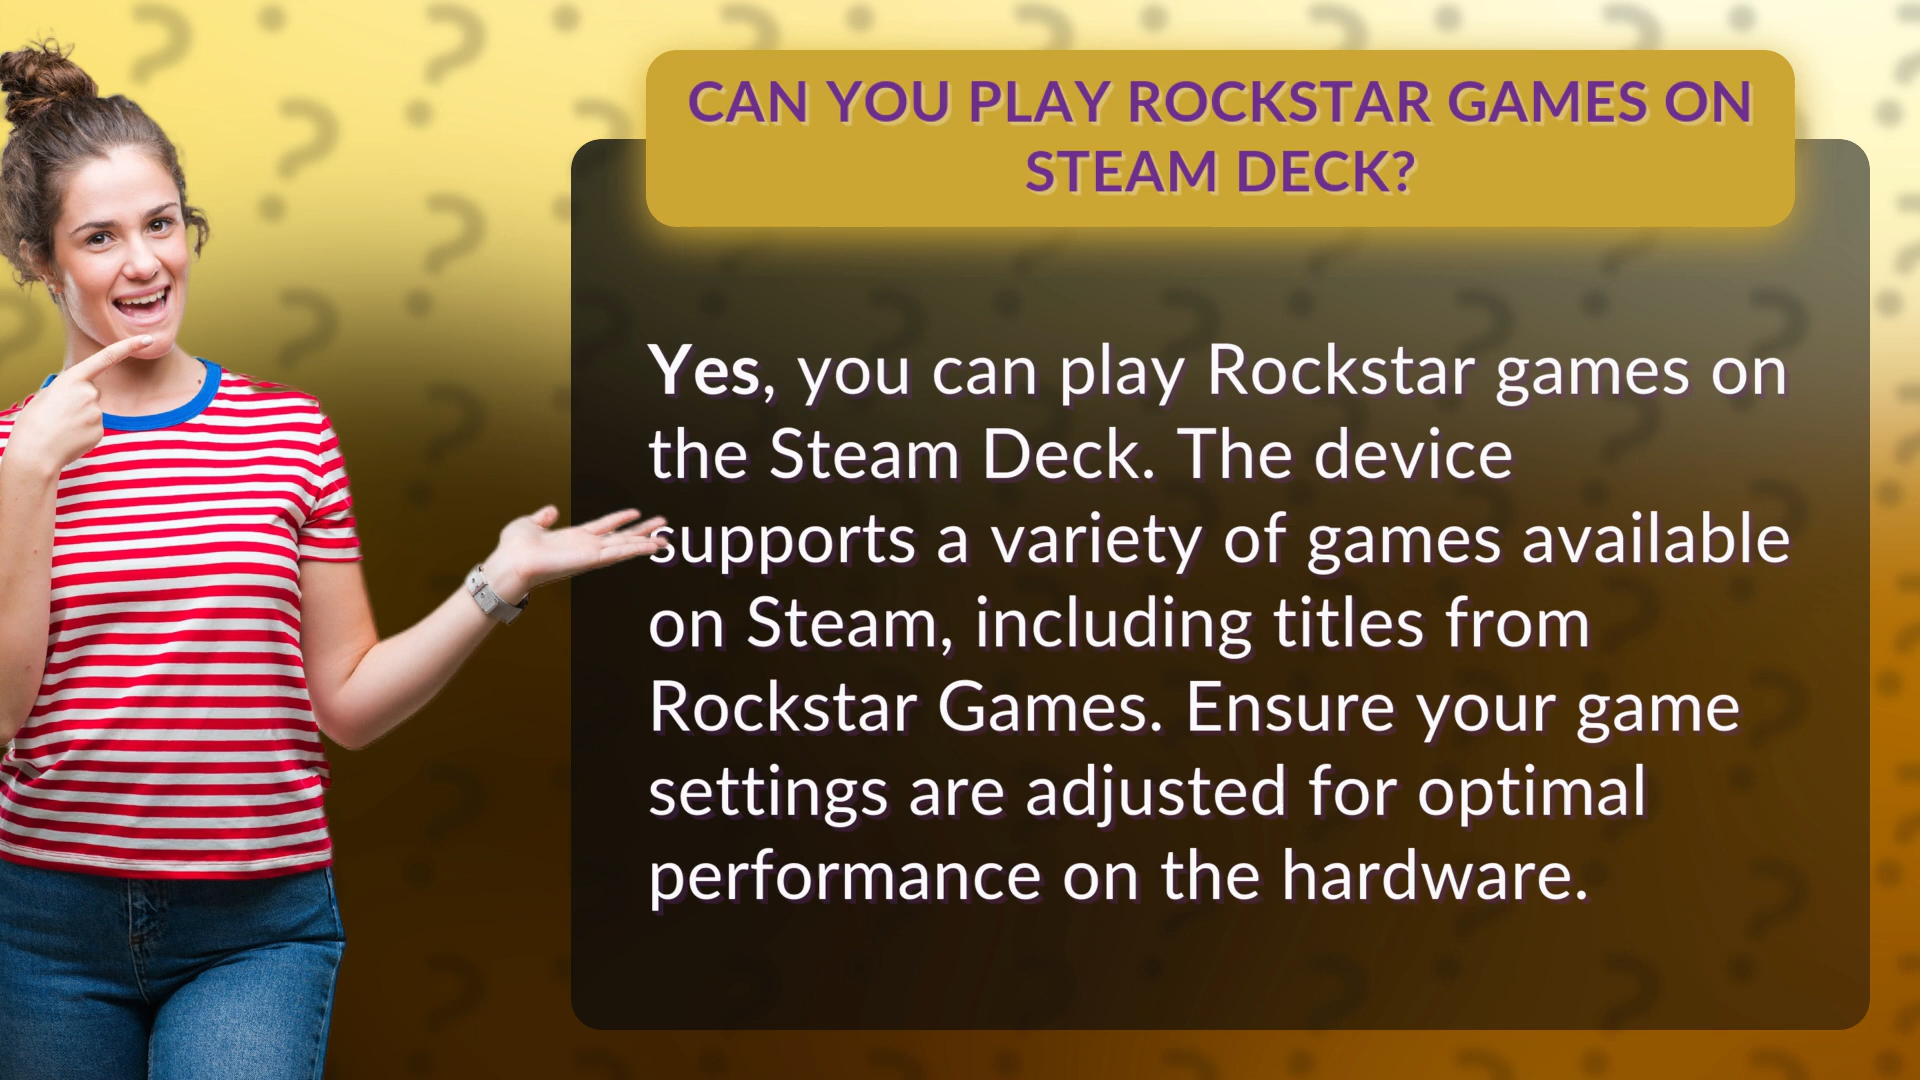 CAN YOU PLAY ROCKSTAR GAMES ON
STEAM DECK?
Yes, you can play Rockstar games on
the Steam Deck. The device
supports a variety of games available
on Steam, including titles from
Rockstar Games. Ensure your game
settings are adjusted for optimal
performance on the hardware.